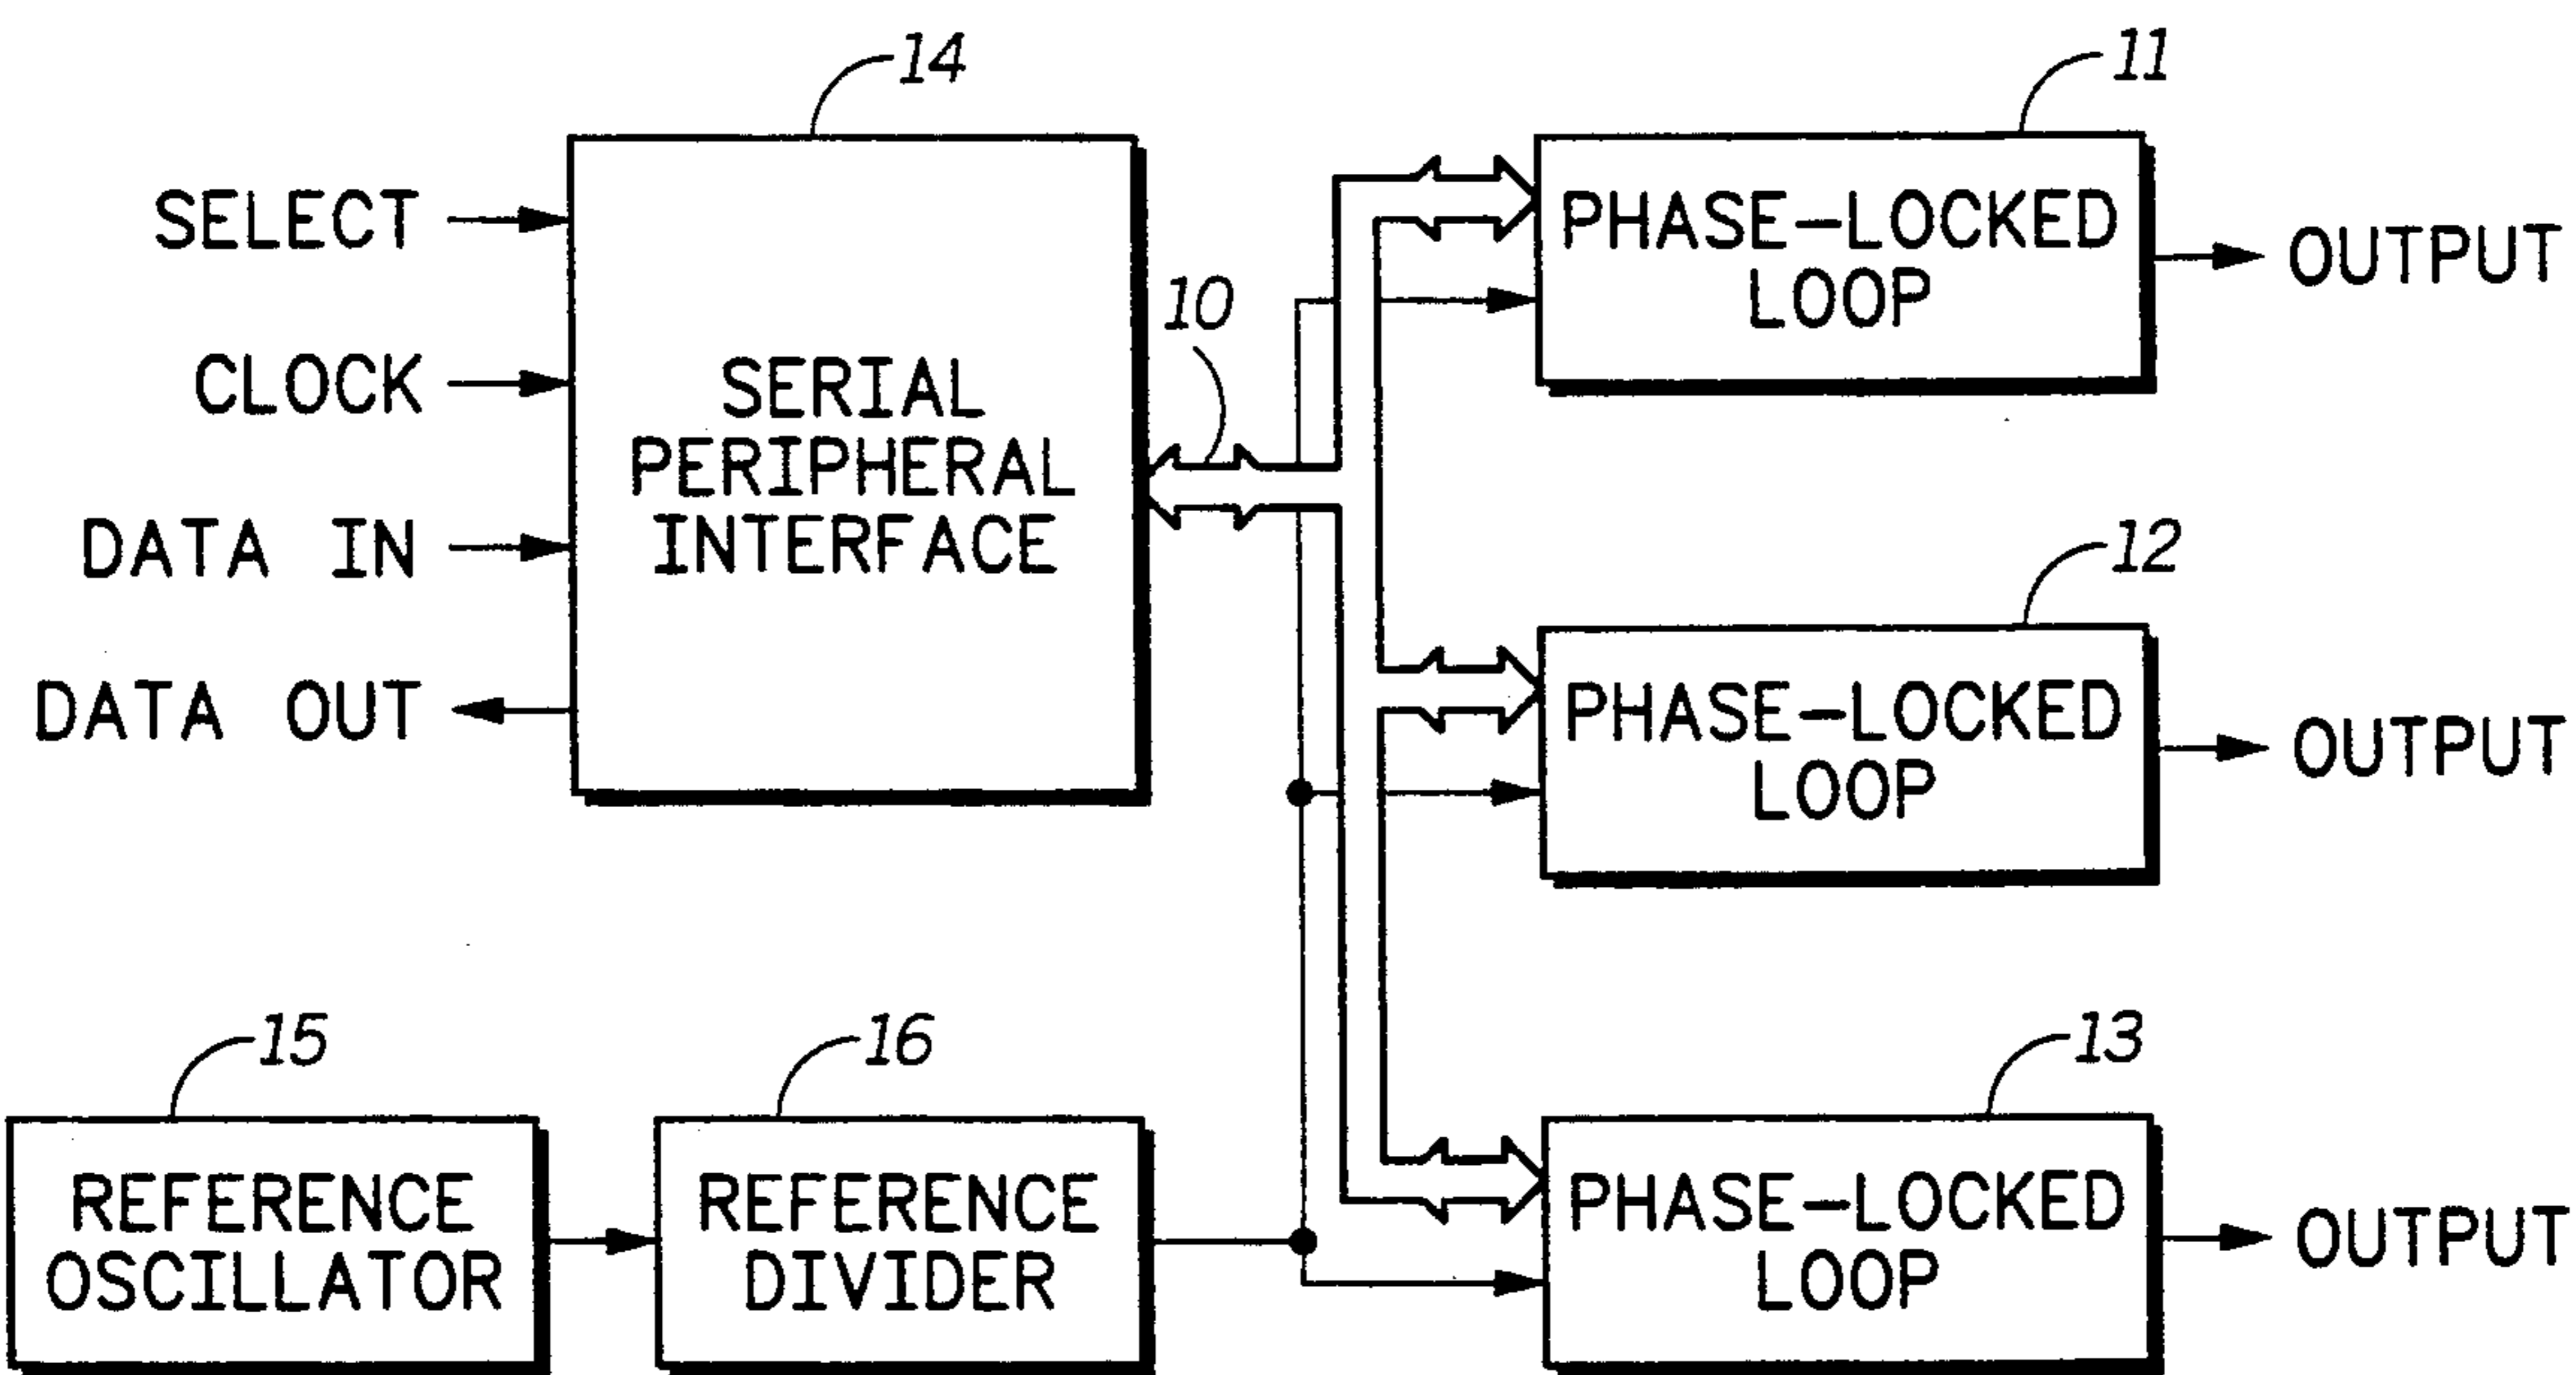 14
11
SELECT
CLOCK
DATA IN
DATA OUT
SERIAL
PERIPHERAL
INTERFACE
10
PHASE-LOCKED
LOOP
OUTPUT
12
PHASE-LOCKED
LOOP
OUTPUT
15
16
13
REFERENCE
OSCILLATOR
REFERENCE
DIVIDER
PHASE-LOCKED
LOOP
OUTPUT